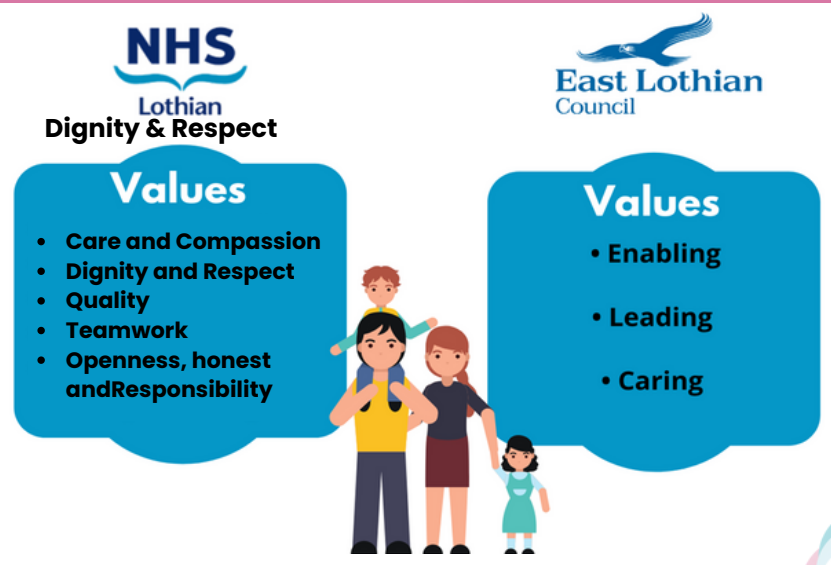 NHS
Lothian
Dignity & Respect
Values
• Care and Compassion
• Dignity and Respect
• Quality
• Teamwork
• Openness, honest
andResponsibility
East Lothian
Council
Values
• Enabling
• Leading
• Caring